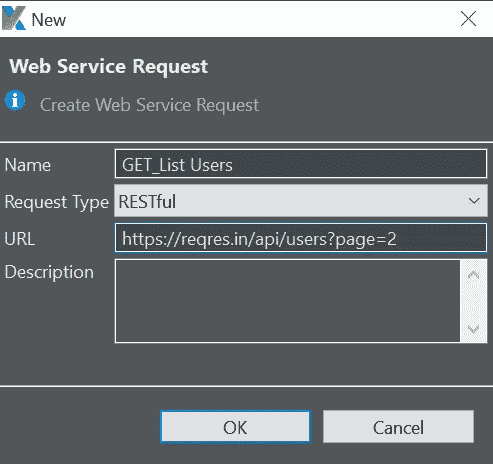 New
Web Service Request
Create Web Service Request
Name GET_List Users
Request Type RESTful
URL https://reqres.in/api/users?page=2
Description
OK Cancel